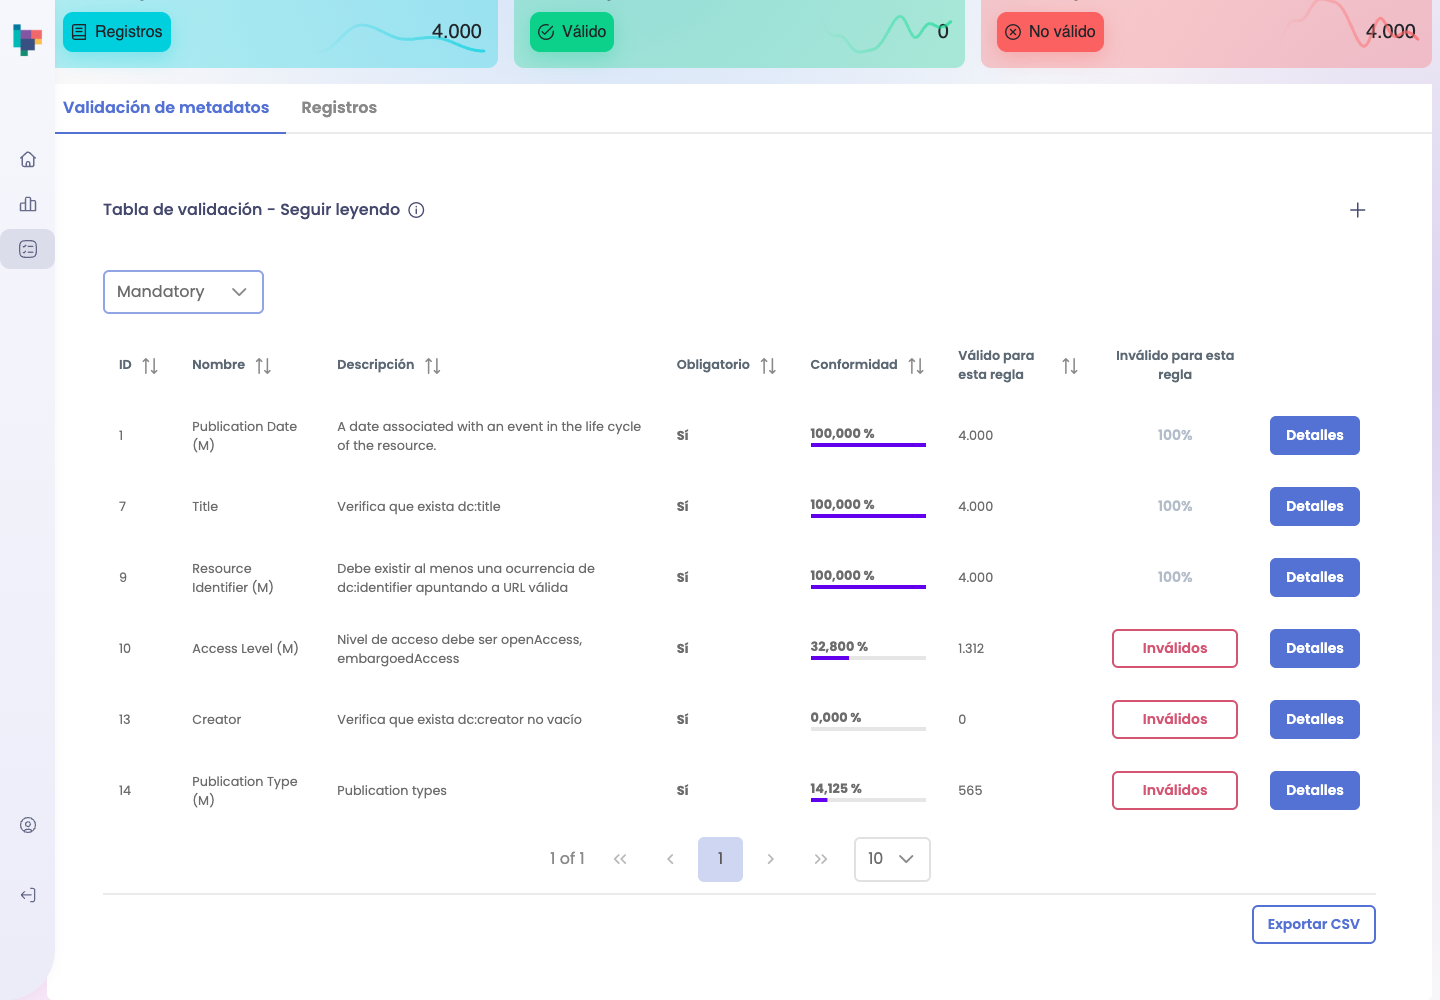 Registros
4.000
Válido
0
No válido
4.000
Validación de metadatos
Registros
Tabla de validación - Seguir leyendo
Mandatory
ID
Nombre
Descripción
Obligatorio
Conformidad
Válido para
esta regla
Inválido para esta
regla
1
Publication Date
(M)
A date associated with an event in the life cycle
of the resource.
Sí
100,000 %
4.000
100%
Detalles
7
Title
Verifica que exista dc:title
Sí
100,000 %
4.000
100%
Detalles
9
Resource
Identifier (M)
Debe existir al menos una ocurrencia de
dc:identifier apuntando a URL válida
Sí
100,000 %
4.000
100%
Detalles
10
Access Level (M)
Nivel de acceso debe ser openAccess,
embargoedAccess
Sí
32,800 %
1.312
Inválidos
Detalles
13
Creator
Verifica que exista dc:creator no vacío
Sí
0,000 %
0
Inválidos
Detalles
14
Publication Type
(M)
Publication types
Sí
14,125 %
565
Inválidos
Detalles
1 of 1
1
10
Exportar CSV